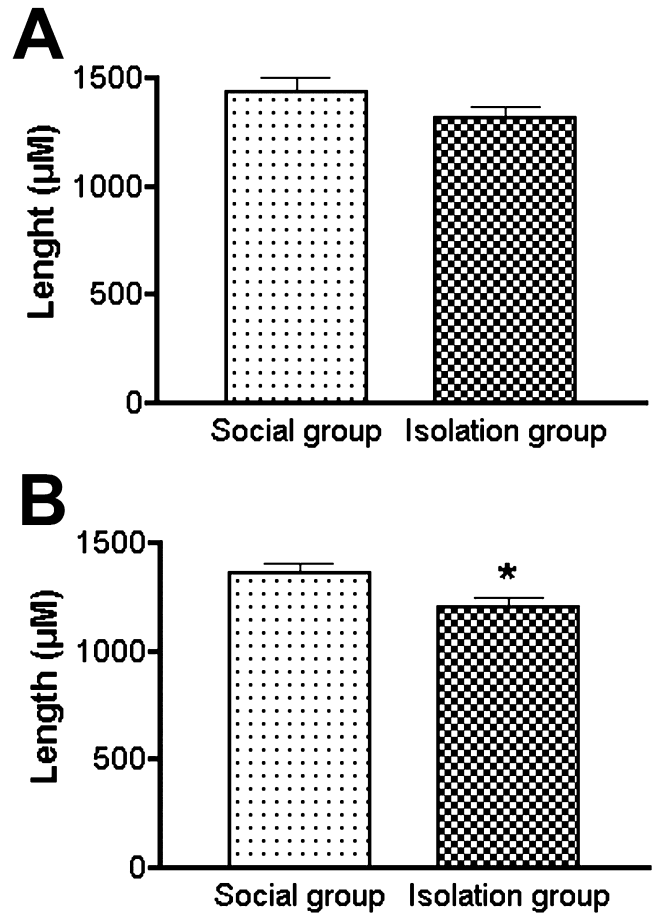 A
1500
1000
500
0
Lenght (µM)
Social group
Isolation group
B
1500
1000
500
0
Length (µM)
*
Social group
Isolation group